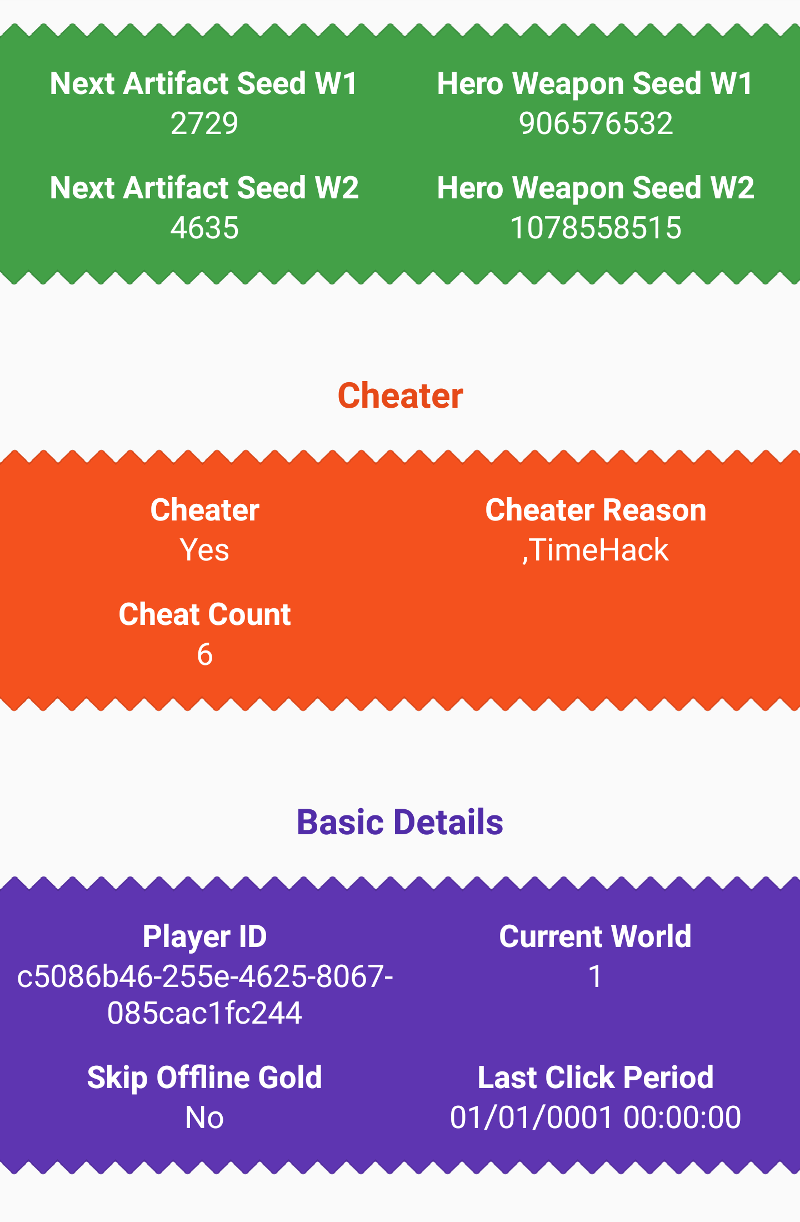 Next Artifact Seed W1
2729
Hero Weapon Seed W1
906576532
Next Artifact Seed W2
4635
Hero Weapon Seed W2
1078558515
Cheater
Cheater
Yes
Cheater Reason
,TimeHack
Cheat Count
6
Basic Details
Player ID
c5086b46-255e-4625-8067-
085cac1fc244
Current World
1
Skip Offline Gold
No
Last Click Period
01/01/0001 00:00:00